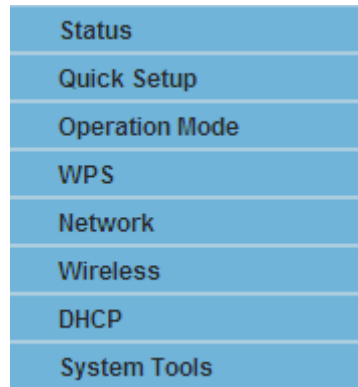 Status
Quick Setup
Operation Mode
WPS
Network
Wireless
DHCP
System Tools